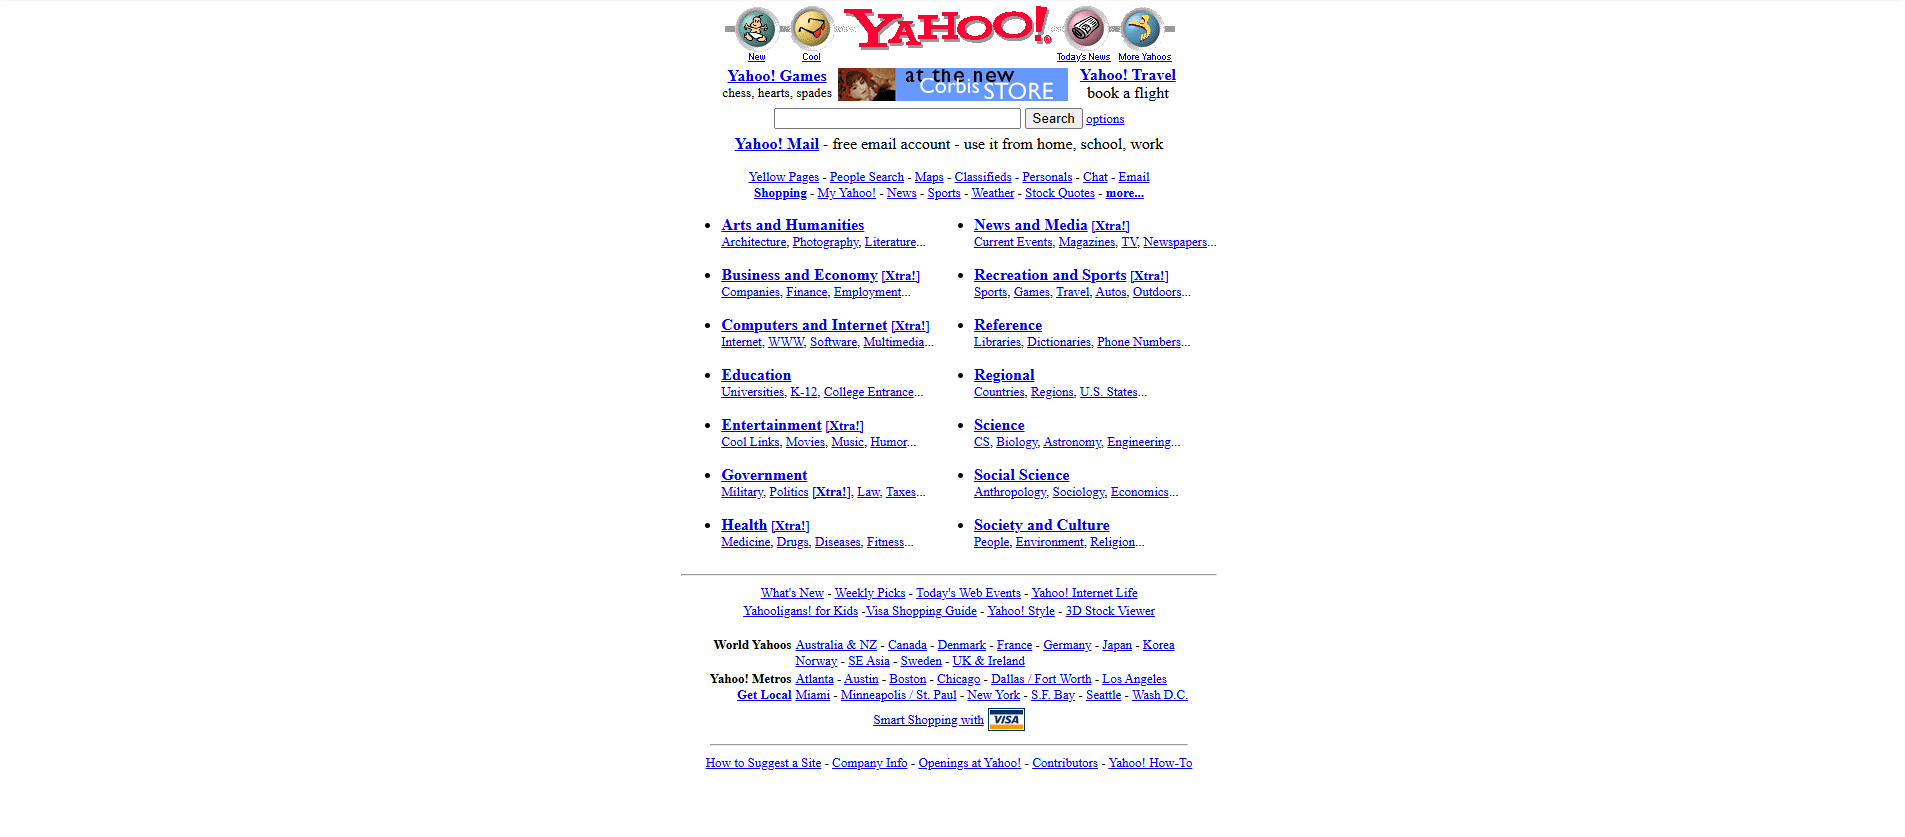 YAHOO!
New Cool Today's News More Yahoos
Yahoo! Games
chess, hearts, spades
at the new
Corbis STORE
Yahoo! Travel
book a flight
Search options
Yahoo! Mail - free email account - use it from home, school, work
Yellow Pages - People Search - Maps - Classifieds - Personals - Chat - Email
Shopping - My Yahoo! - News - Sports - Weather - Stock Quotes - more...
Arts and Humanities
Architecture, Photography, Literature...
Business and Economy [Xtra!]
Companies, Finance, Employment...
Computers and Internet [Xtra!]
Internet, WWW, Software, Multimedia...
Education
Universities, K-12, College Entrance...
Entertainment [Xtra!]
Cool Links, Movies, Music, Humor...
Government
Military, Politics [Xtra!], Law, Taxes...
Health [Xtra!]
Medicine, Drugs, Diseases, Fitness...
News and Media [Xtra!]
Current Events, Magazines, TV, Newspapers...
Recreation and Sports [Xtra!]
Sports, Games, Travel, Autos, Outdoors...
Reference
Libraries, Dictionaries, Phone Numbers...
Regional
Countries, Regions, U.S. States...
Science
CS, Biology, Astronomy, Engineering...
Social Science
Anthropology, Sociology, Economics...
Society and Culture
People, Environment, Religion...
What's New - Weekly Picks - Today's Web Events - Yahoo! Internet Life
Yahooligans! for Kids -Visa Shopping Guide - Yahoo! Style - 3D Stock Viewer
World Yahoos Australia & NZ - Canada - Denmark - France - Germany - Japan - Korea
Norway - SE Asia - Sweden - UK & Ireland
Yahoo! Metros Atlanta - Austin - Boston - Chicago - Dallas / Fort Worth - Los Angeles
Get Local Miami - Minneapolis / St. Paul - New York - S.F. Bay - Seattle - Wash D.C.
Smart Shopping with VISA
How to Suggest a Site - Company Info - Openings at Yahoo! - Contributors - Yahoo! How-To